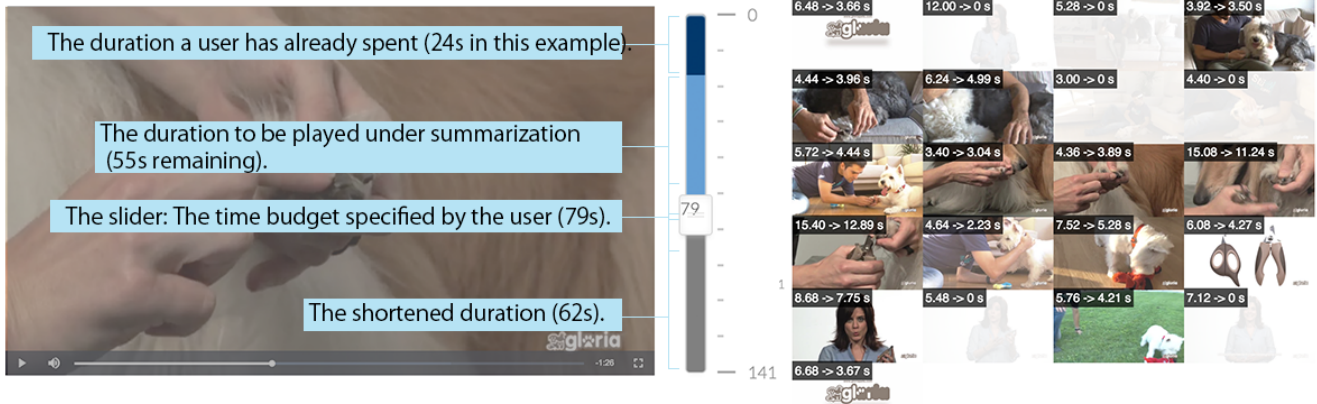 The duration a user has already spent (24s in this example).
The duration to be played under summarization
(55s remaining).
The slider: The time budget specified by the user (79s).
The shortened duration (62s).
gloria
-1:26
0
79
1
141
6.48 -> 3.66 s
12.00 -> 0 s
5.28 -> 0 s
3.92 -> 3.50 s
gloria
4.44 -> 3.96 s
6.24 -> 4.99 s
3.00 -> 0 s
4.40 -> 0 s
5.72 -> 4.44 s
3.40 -> 3.04 s
4.36 -> 3.89 s
15.08 -> 11.24 s
15.40 -> 12.89 s
4.64 -> 2.23 s
7.52 -> 5.28 s
6.08 -> 4.27 s
8.68 -> 7.75 s
5.48 -> 0 s
5.76 -> 4.21 s
7.12 -> 0 s
6.68 -> 3.67 s
gloria